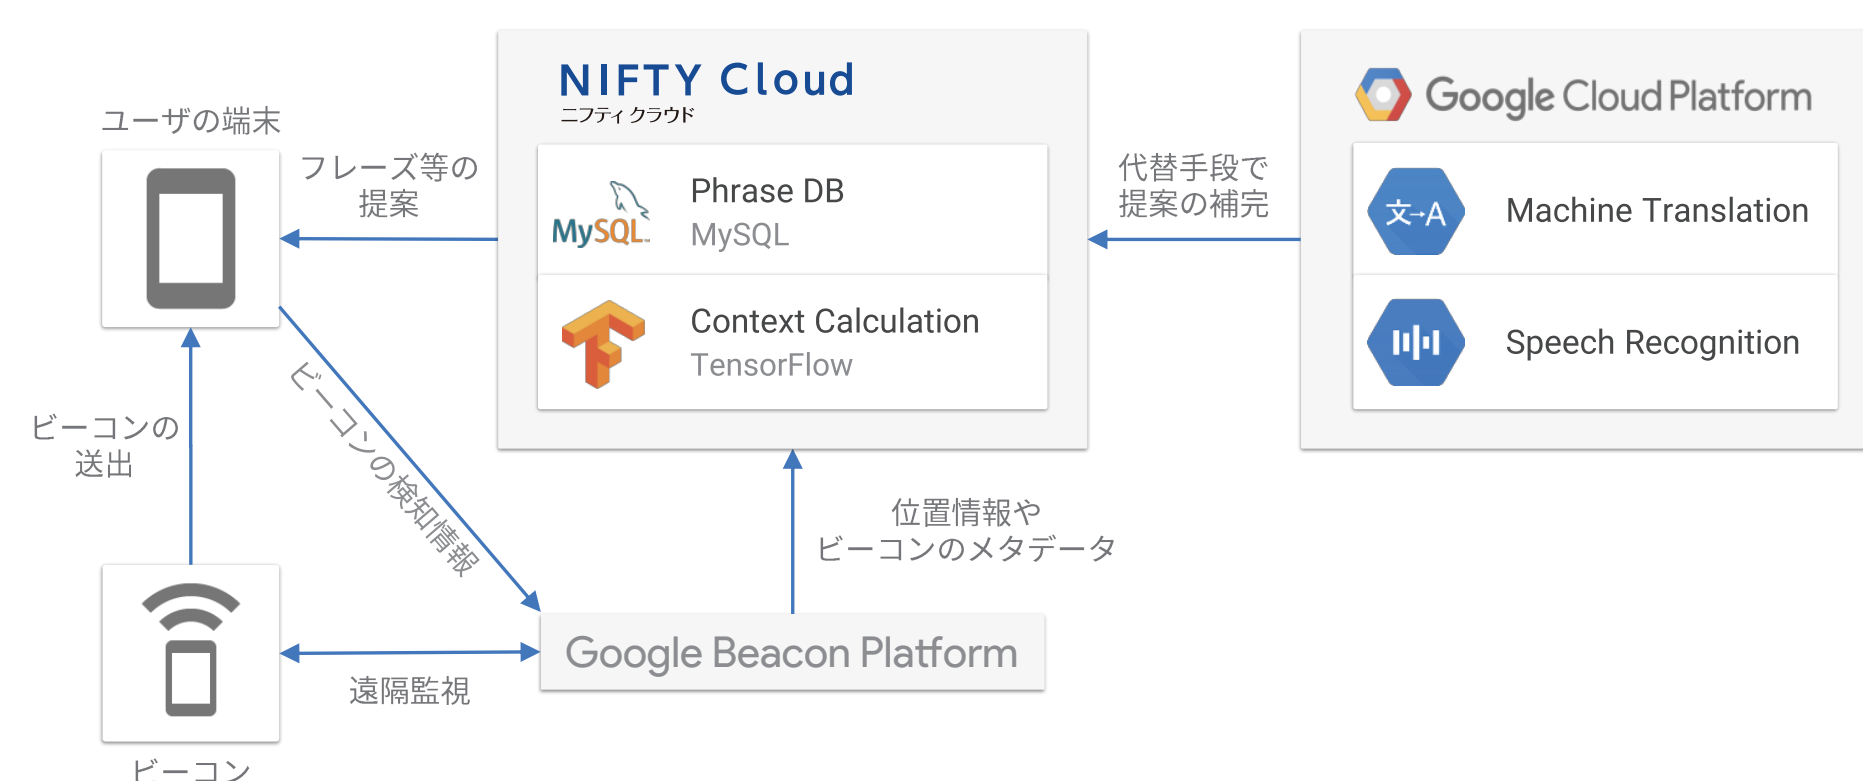 NIFTY Cloud
ニフティ クラウド
Google Cloud Platform
ユーザの端末
フレーズ等の
提案
MySQL
Phrase DB
MySQL
代替手段で
提案の補完
文→A
Machine Translation
Context Calculation
TensorFlow
Speech Recognition
ビーコンの
送出
ビーコンの検知情報
位置情報や
ビーコンのメタデータ
Google Beacon Platform
遠隔監視
ビーコン